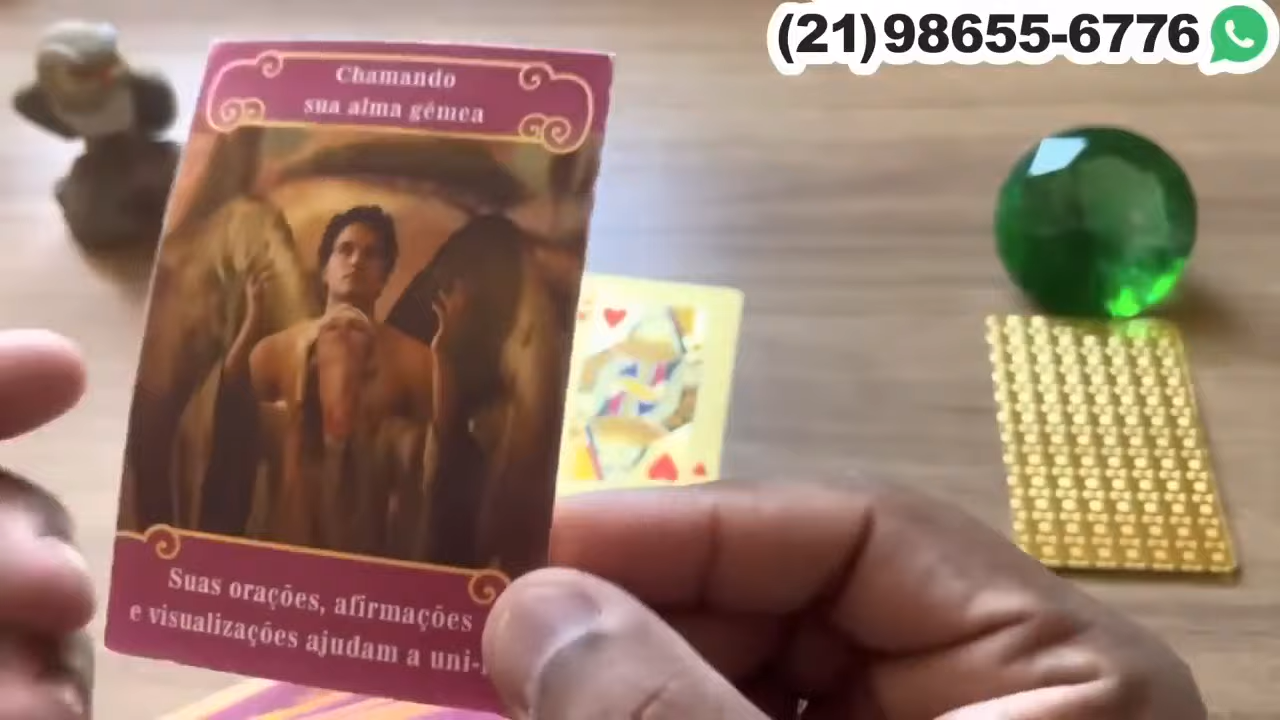 (21)98655-6776
Chamando
sua alma gêmea
Suas orações, afirmações
e visualizações ajudam a uni-